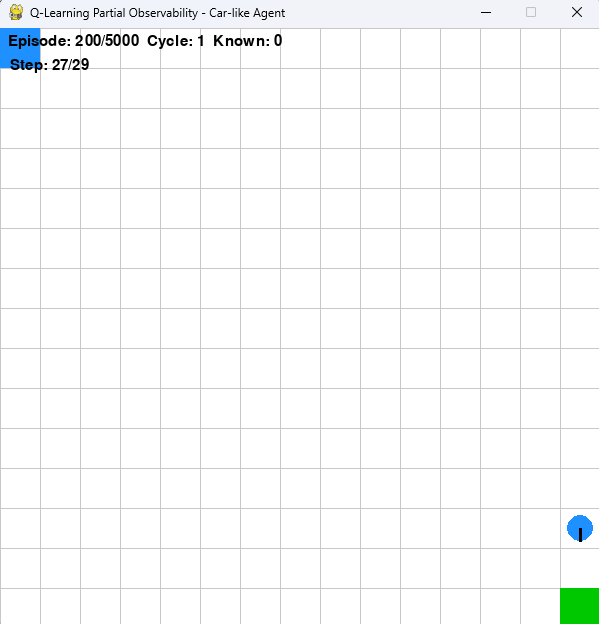 Q-Learning Partial Observability - Car-like Agent
Episode: 200/5000 Cycle: 1 Known: 0
Step: 27/29